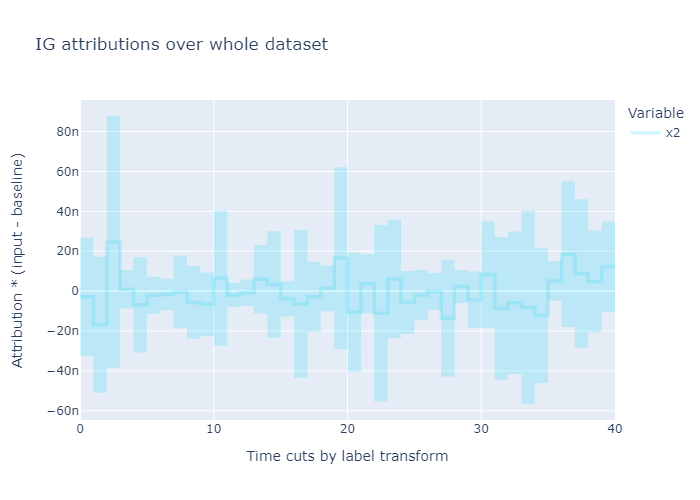 IG attributions over whole dataset
Variable
x2
Attribution * (input - baseline)
80n
60n
40n
20n
0
−20n
−40n
−60n
0
10
20
30
40
Time cuts by label transform